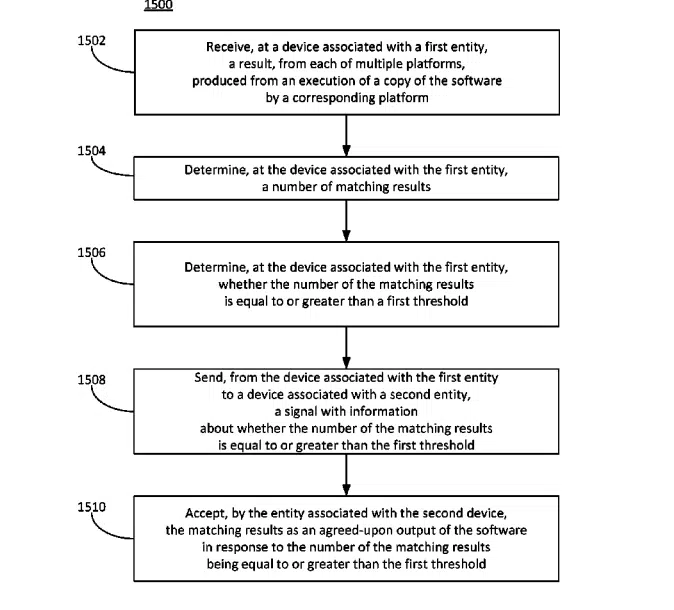 1500
1502
Receive, at a device associated with a first entity,
a result, from each of multiple platforms,
produced from an execution of a copy of the software
by a corresponding platform
1504
Determine, at the device associated with the first entity,
a number of matching results
1506
Determine, at the device associated with the first entity,
whether the number of the matching results
is equal to or greater than a first threshold
1508
Send, from the device associated with the first entity
to a device associated with a second entity,
a signal with information
about whether the number of the matching results
is equal to or greater than the first threshold
1510
Accept, by the entity associated with the second device,
the matching results as an agreed-upon output of the software
in response to the number of the matching results
being equal to or greater than the first threshold